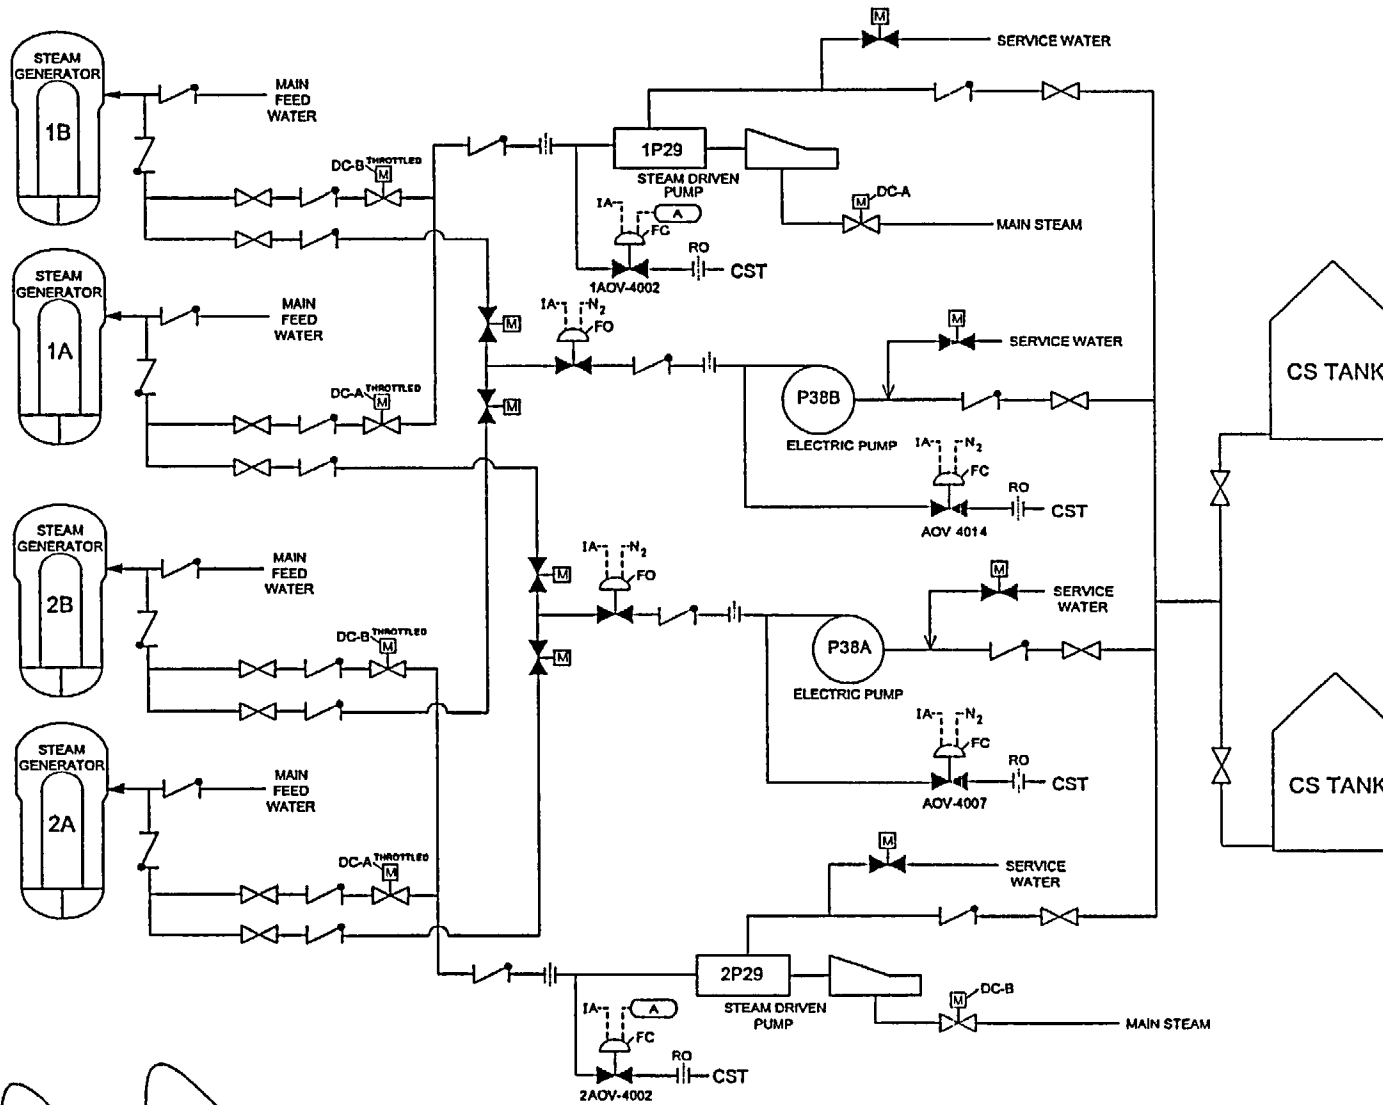 M
SERVICE WATER
STEAM
GENERATOR
1B
MAIN
FEED
WATER
DC-B THROTTLED
M
1P29
STEAM DRIVEN
PUMP
M
DC-A
MAIN STEAM
IA
A
FC
RO
CST
1AOV-4002
STEAM
GENERATOR
1A
MAIN
FEED
WATER
IA
N2
FO
M
M
SERVICE WATER
CS TANK
DC-A THROTTLED
M
M
P38B
ELECTRIC PUMP
IA
N2
FC
RO
CST
AOV 4014
STEAM
GENERATOR
2B
MAIN
FEED
WATER
IA
N2
FO
M
M
SERVICE
WATER
DC-B THROTTLED
M
M
P38A
ELECTRIC PUMP
IA
N2
FC
RO
CST
AOV-4007
CS TANK
STEAM
GENERATOR
2A
MAIN
FEED
WATER
DC-A THROTTLED
M
M
SERVICE
WATER
2P29
STEAM DRIVEN
PUMP
M
DC-B
MAIN STEAM
IA
A
FC
RO
CST
2AOV-4002